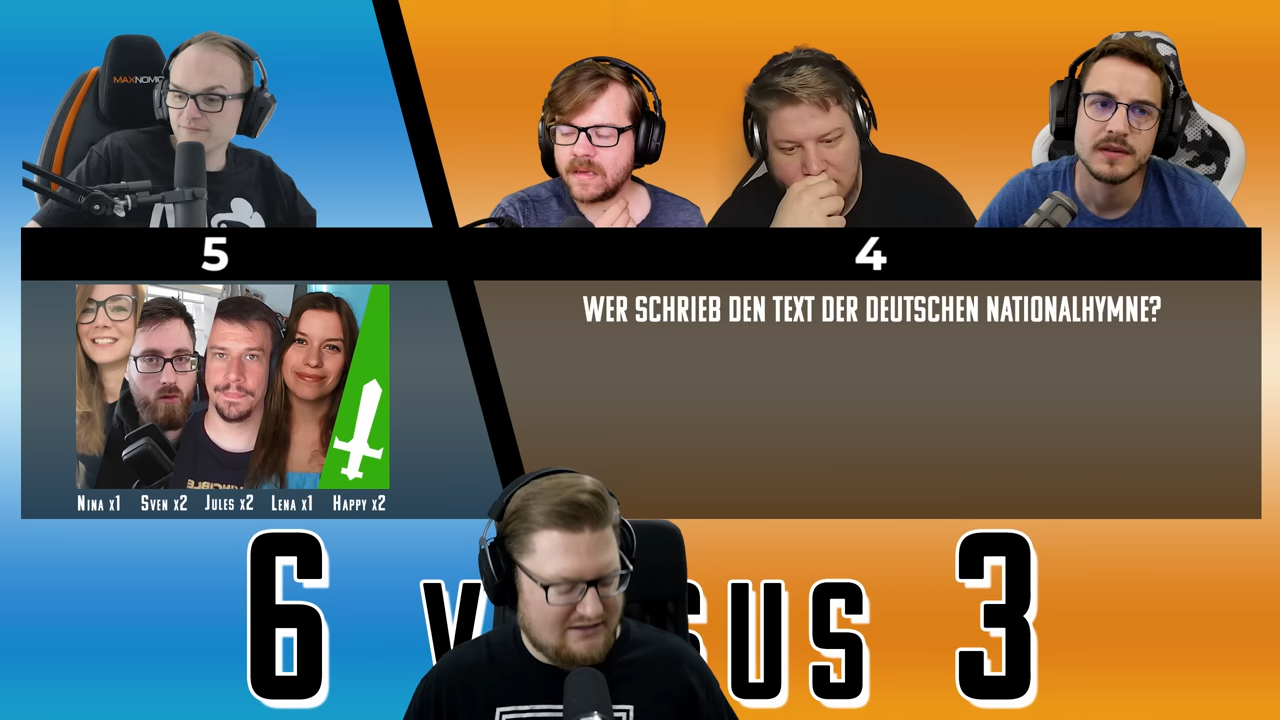 MAXNOMIC
5
4
WER SCHRIEB DEN TEXT DER DEUTSCHEN NATIONALHYMNE?
NINA X1 SVEN X2 JULES X2 LENA X1 HAPPY X2
6
3